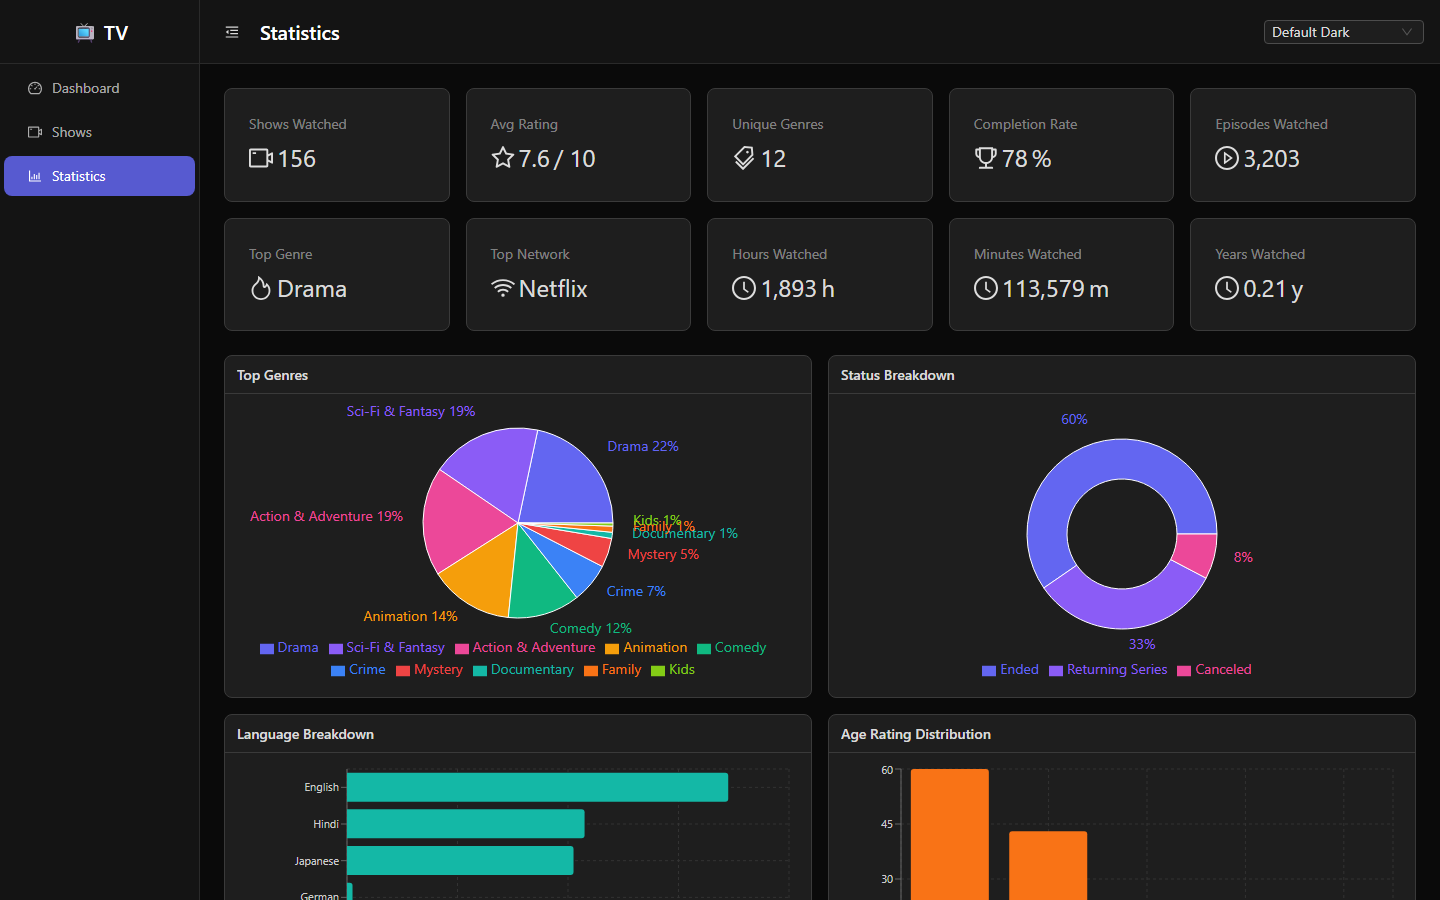 TV
Statistics
Default Dark
Dashboard
Shows
Statistics
Shows Watched
156
Avg Rating
7.6 / 10
Unique Genres
12
Completion Rate
78 %
Episodes Watched
3,203
Top Genre
Drama
Top Network
Netflix
Hours Watched
1,893 h
Minutes Watched
113,579 m
Years Watched
0.21 y
Top Genres
Sci-Fi & Fantasy 19%
Drama 22%
Action & Adventure 19%
Kids 1%
Family 1%
Documentary 1%
Mystery 5%
Crime 7%
Animation 14%
Comedy 12%
Drama Sci-Fi & Fantasy Action & Adventure Animation Comedy
Crime Mystery Documentary Family Kids
Status Breakdown
60%
8%
33%
Ended Returning Series Canceled
Language Breakdown
English
Hindi
Japanese
German
Age Rating Distribution
60
45
30